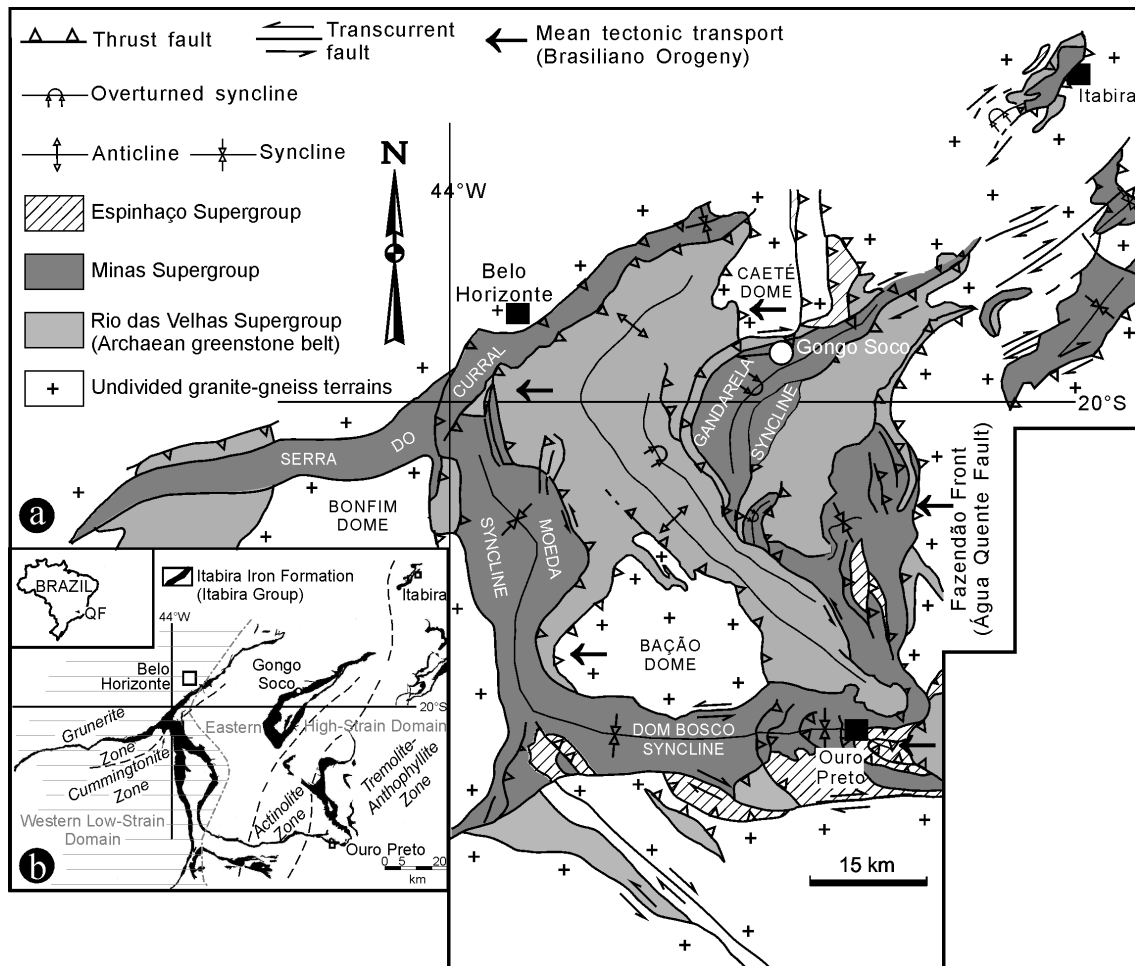 Thrust fault
Transcurrent
fault
Mean tectonic transport
(Brasiliano Orogeny)
Overturned syncline
Anticline
Syncline
Espinhaço Supergroup
Minas Supergroup
Rio das Velhas Supergroup
(Archaean greenstone belt)
Undivided granite-gneiss terrains
N
44°W
Itabira
Belo
Horizonte
CAETÉ
DOME
Gongo Soco
20°S
CURRAL
DO
SERRA
GANDARELA
SYNCLINE
BONFIM
DOME
MOEDA
SYNCLINE
Fazendão Front
(Água Quente Fault)
BAÇÃO
DOME
DOM BOSCO
SYNCLINE
Ouro
Preto
15 km
a
BRAZIL
QF
Itabira Iron Formation
(Itabira Group)
44°W
Itabira
Belo
Horizonte
Gongo
Soco
20°S
Grunerite
Zone
Cummingtonite
Zone
Eastern High-Strain Domain
Tremolite-
Anthophyllite
Zone
Actinolite
Zone
Western Low-Strain
Domain
Ouro Preto
0 5 10 20
km
b